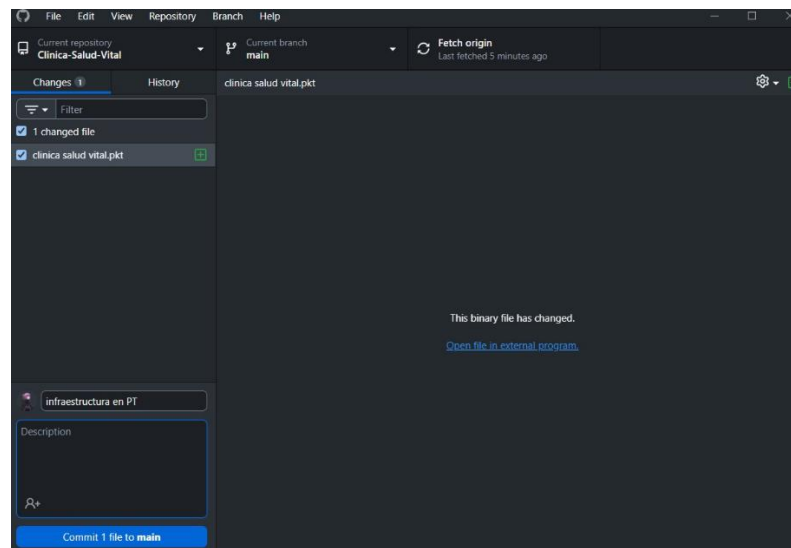 File Edit View Repository Branch Help
Current repository
Clinica-Salud-Vital
Current branch
main
Fetch origin
Last fetched 5 minutes ago
Changes 1
History
clinica salud vital.pkt
Filter
1 changed file
clinica salud vital.pkt
This binary file has changed.
Open file in external program.
infraestructura en PT
Description
Commit 1 file to main